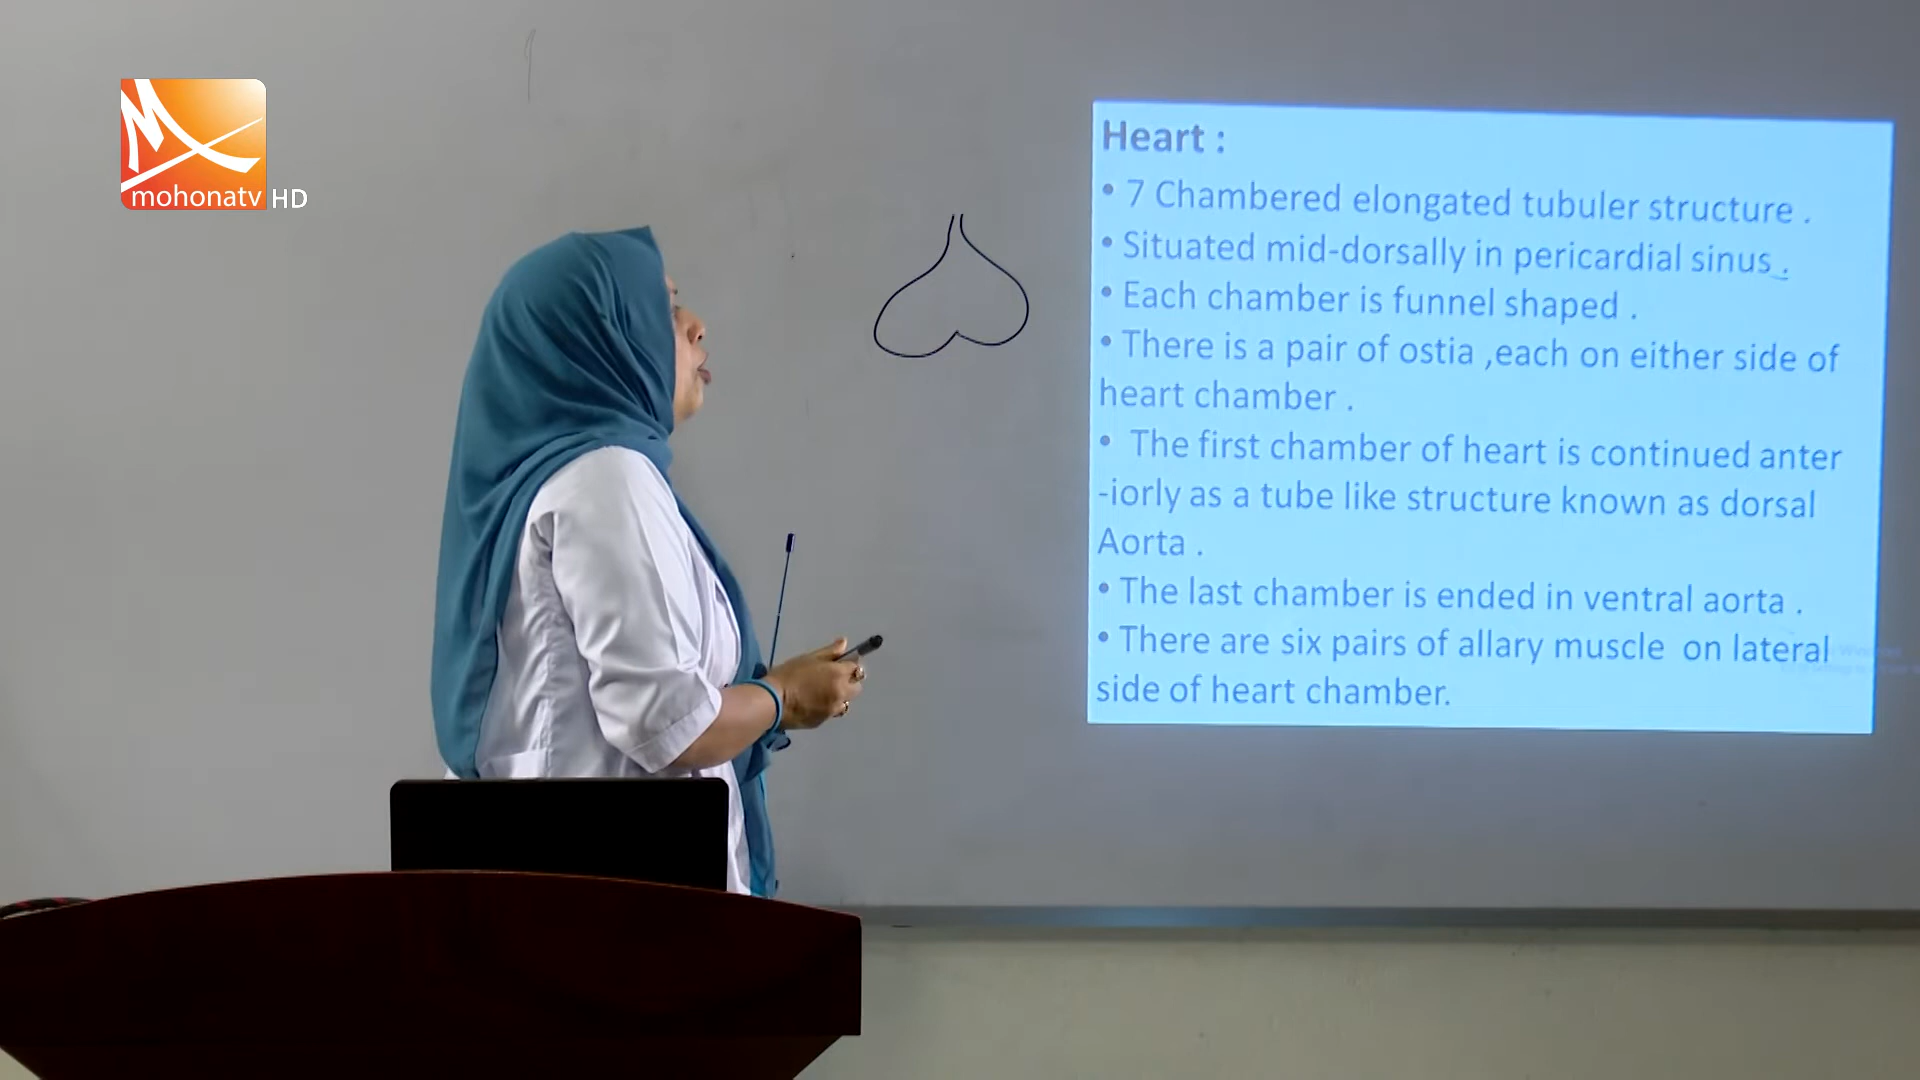 mohonatv HD
Heart :
• 7 Chambered elongated tubuler structure .
• Situated mid-dorsally in pericardial sinus .
• Each chamber is funnel shaped .
• There is a pair of ostia ,each on either side of
heart chamber .
• The first chamber of heart is continued anter
-iorly as a tube like structure known as dorsal
Aorta .
• The last chamber is ended in ventral aorta .
• There are six pairs of allary muscle on lateral
side of heart chamber.